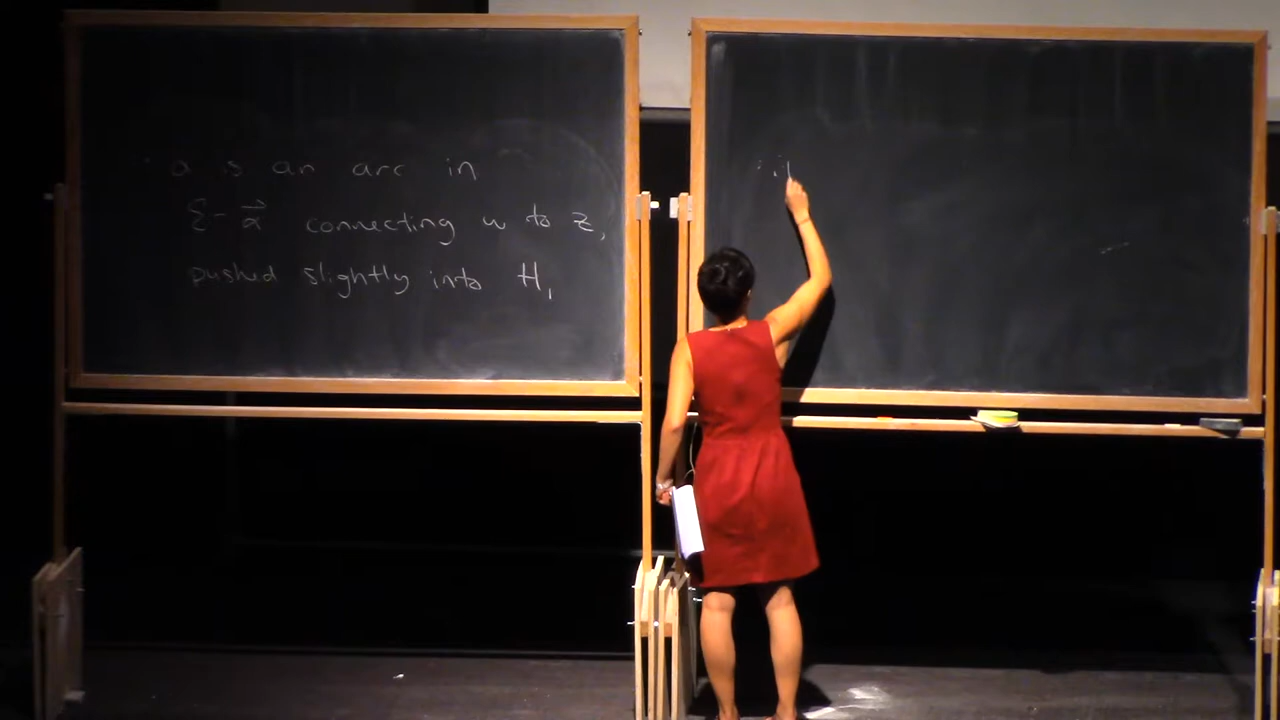 · a is an arc in
Σ - α⃗ connecting w to z,
pushed slightly into H₁